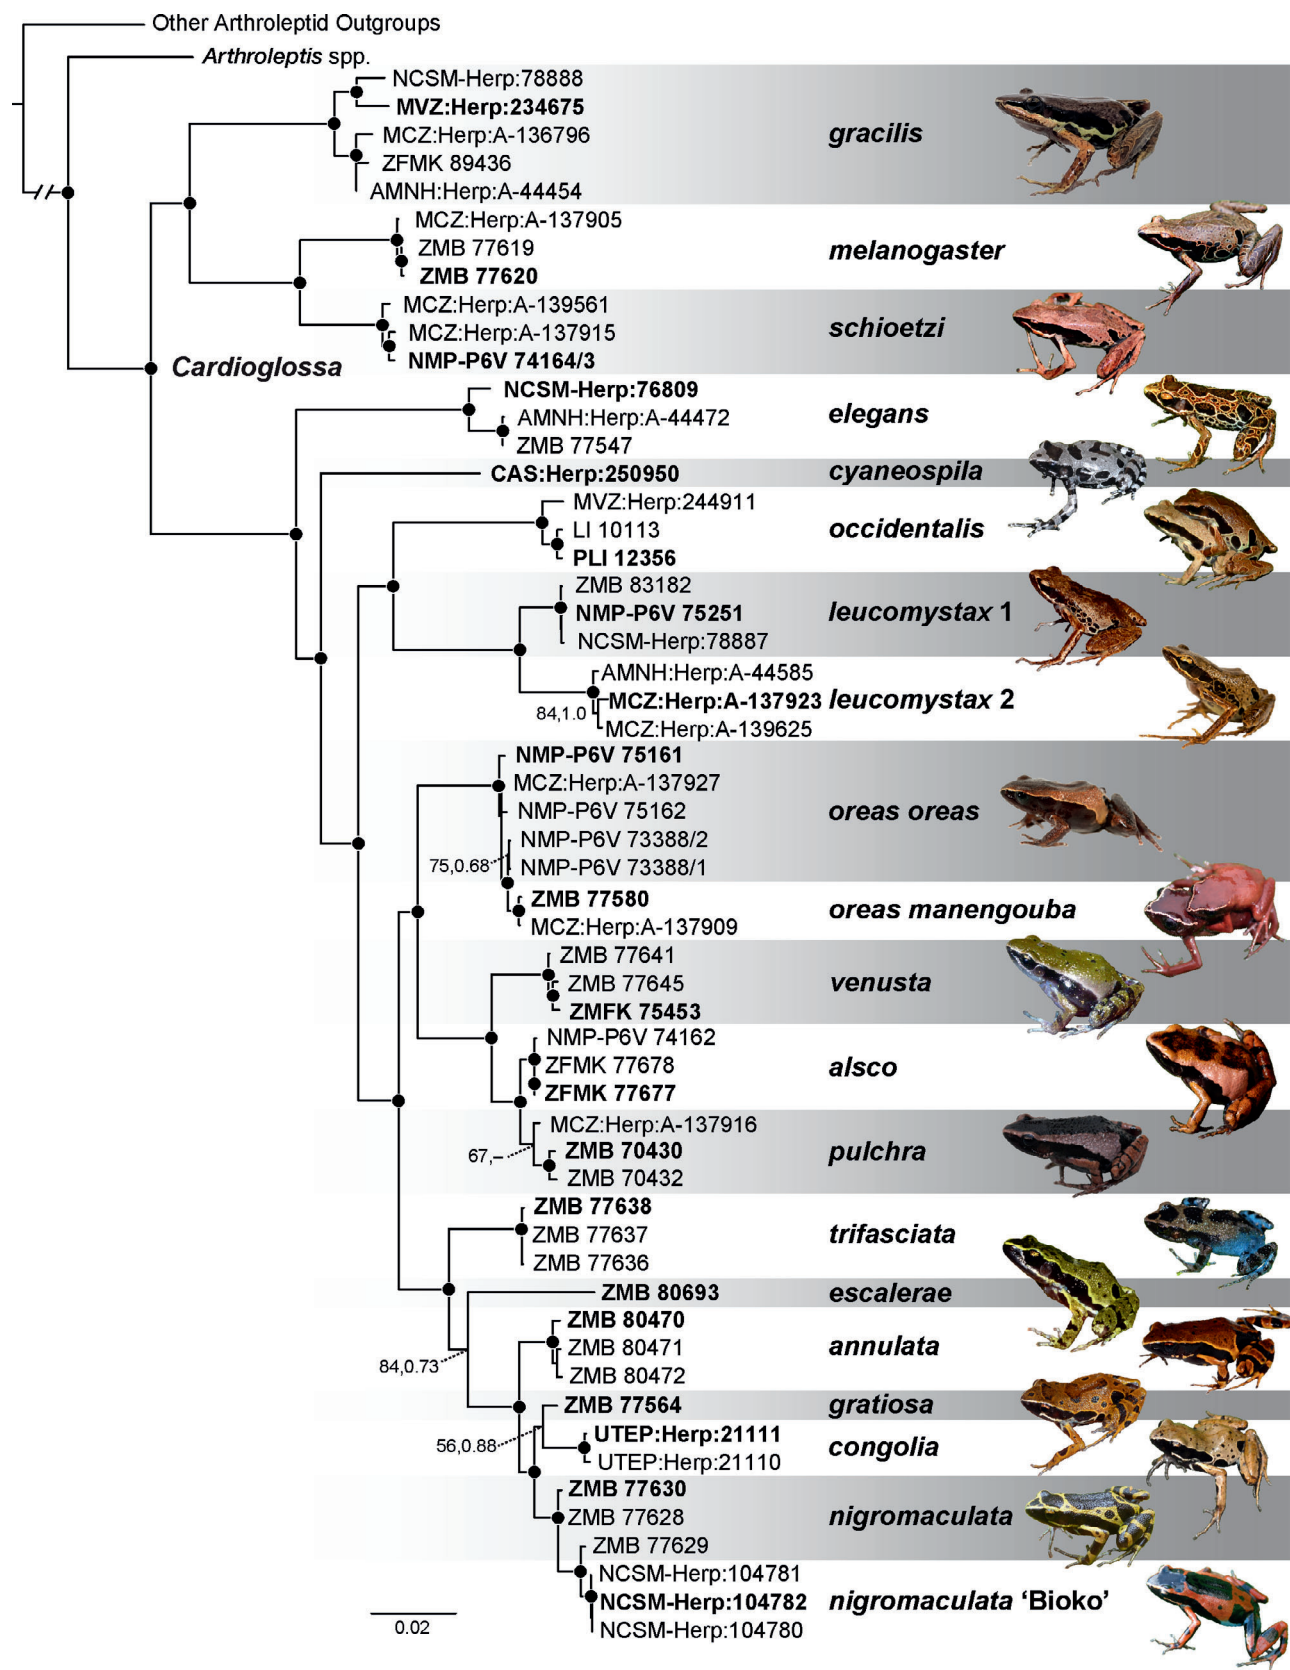 Other Arthroleptid Outgroups
Arthroleptis spp.
NCSM-Herp:78888
MVZ:Herp:234675
MCZ:Herp:A-136796
gracilis
ZFMK 89436
AMNH:Herp:A-44454
MCZ:Herp:A-137905
ZMB 77619
melanogaster
ZMB 77620
MCZ:Herp:A-139561
MCZ:Herp:A-137915
schioetzi
NMP-P6V 74164/3
Cardioglossa
NCSM-Herp:76809
AMNH:Herp:A-44472
elegans
ZMB 77547
CAS:Herp:250950
cyaneospila
MVZ:Herp:244911
LI 10113
occidentalis
PLI 12356
ZMB 83182
NMP-P6V 75251
leucomystax 1
NCSM-Herp:78887
AMNH:Herp:A-44585
MCZ:Herp:A-137923
leucomystax 2
84,1.0
MCZ:Herp:A-139625
NMP-P6V 75161
MCZ:Herp:A-137927
NMP-P6V 75162
oreas oreas
NMP-P6V 73388/2
75,0.68
NMP-P6V 73388/1
ZMB 77580
oreas manengouba
MCZ:Herp:A-137909
ZMB 77641
ZMB 77645
venusta
ZMFK 75453
NMP-P6V 74162
ZFMK 77678
alsco
ZFMK 77677
MCZ:Herp:A-137916
67,–
ZMB 70430
pulchra
ZMB 70432
ZMB 77638
ZMB 77637
trifasciata
ZMB 77636
ZMB 80693
escalerae
ZMB 80470
ZMB 80471
annulata
84,0.73
ZMB 80472
ZMB 77564
gratiosa
56,0.88
UTEP:Herp:21111
congolia
UTEP:Herp:21110
ZMB 77630
ZMB 77628
nigromaculata
ZMB 77629
NCSM-Herp:104781
NCSM-Herp:104782
nigromaculata ‘Bioko’
NCSM-Herp:104780
0.02